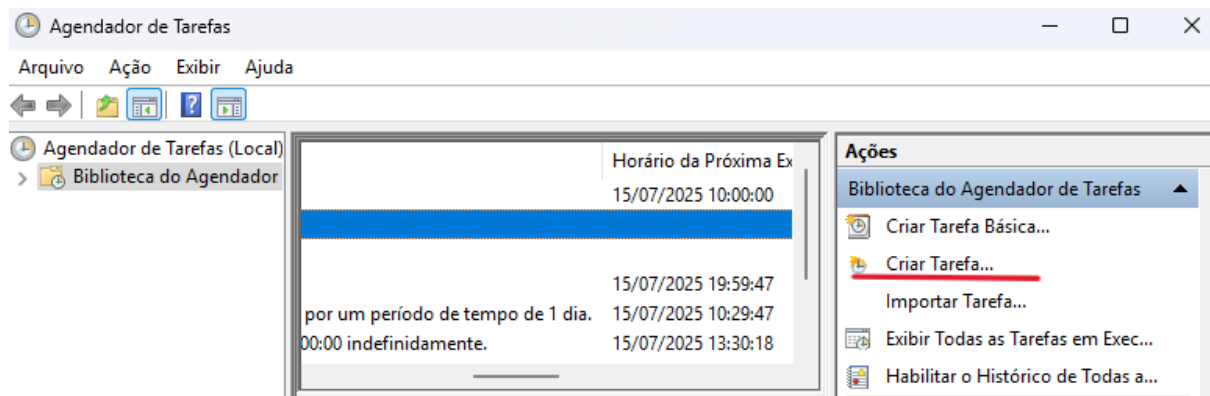 Agendador de Tarefas
Arquivo Ação Exibir Ajuda
Agendador de Tarefas (Local)
Biblioteca do Agendador
Horário da Próxima Ex
15/07/2025 10:00:00
15/07/2025 19:59:47
por um período de tempo de 1 dia. 15/07/2025 10:29:47
00:00 indefinidamente. 15/07/2025 13:30:18
Ações
Biblioteca do Agendador de Tarefas
Criar Tarefa Básica...
Criar Tarefa...
Importar Tarefa...
Exibir Todas as Tarefas em Exec...
Habilitar o Histórico de Todas a...